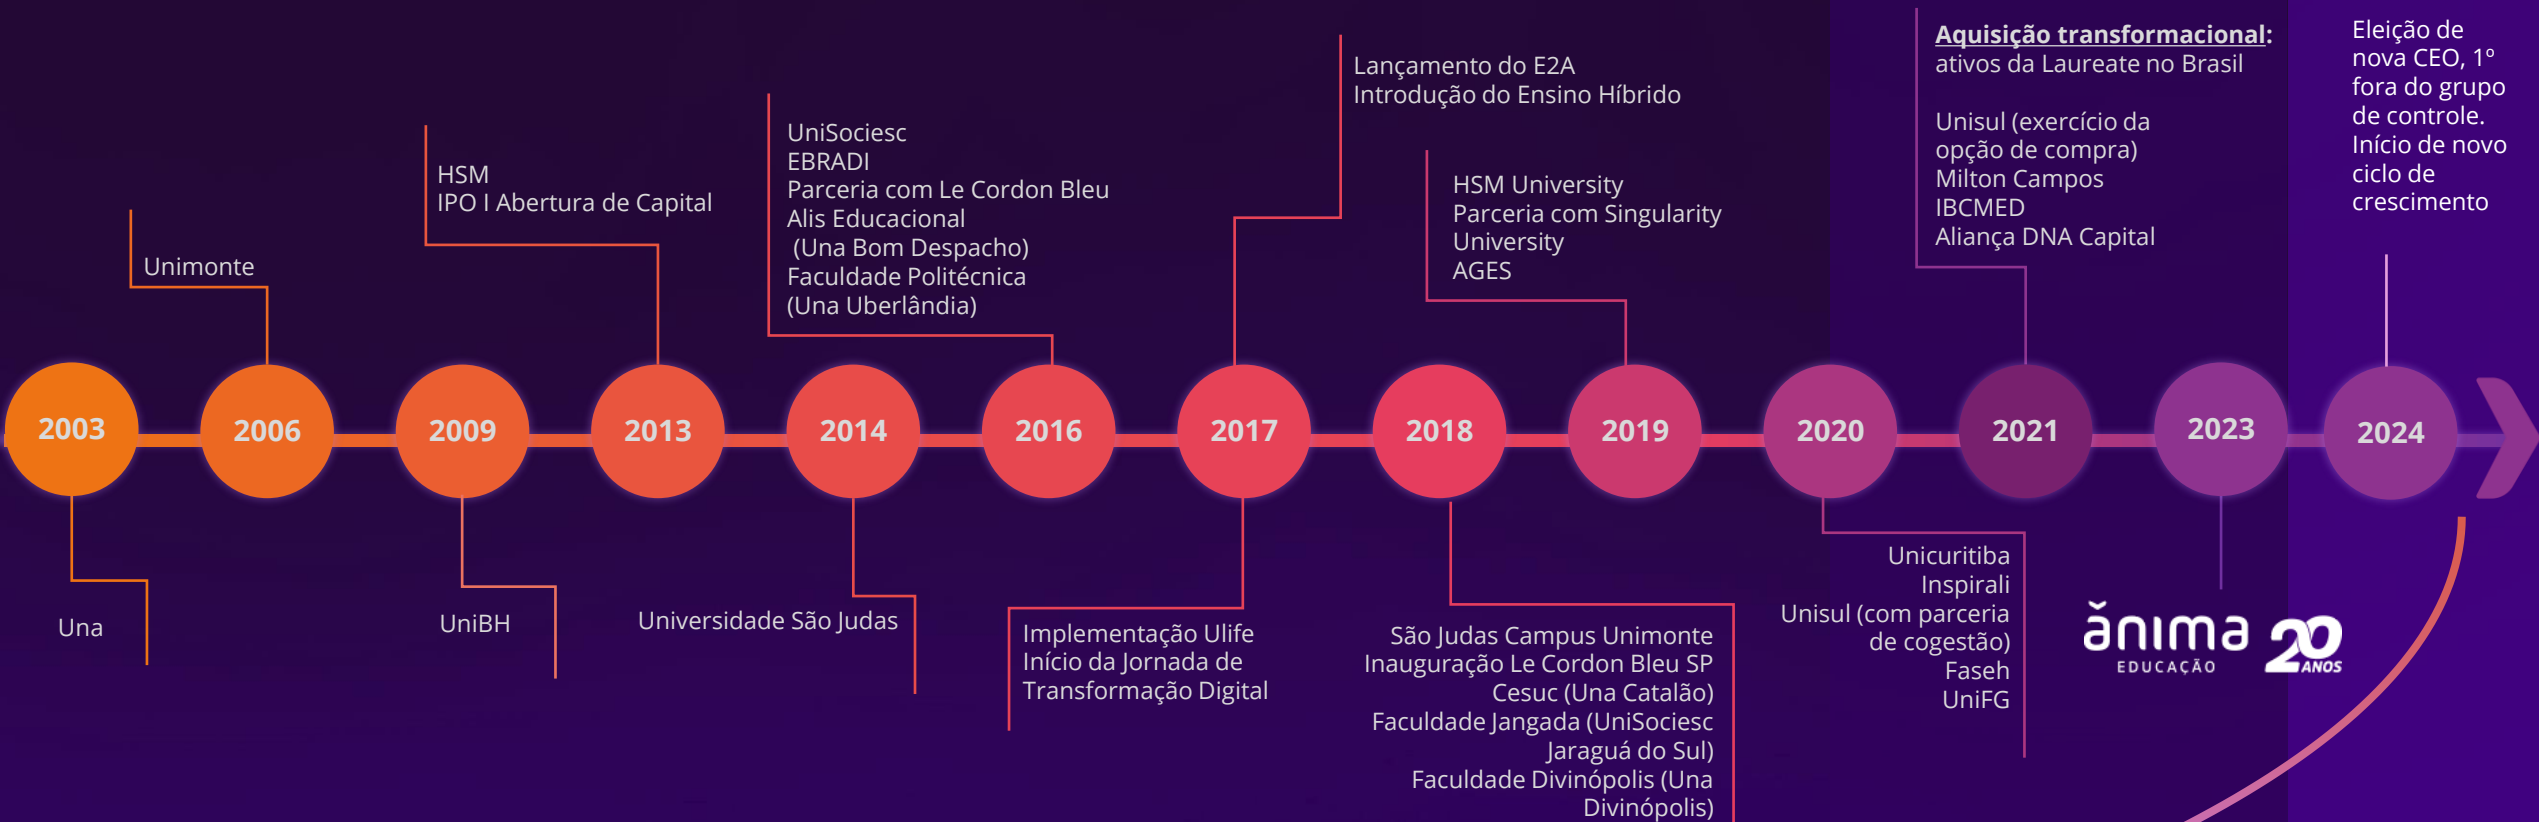 Unimonte
HSM
IPO I Abertura de Capital
UniSociesc
EBRADI
Parceria com Le Cordon Bleu
Alis Educacional
(Una Bom Despacho)
Faculdade Politécnica
(Una Uberlândia)
Lançamento do E2A
Introdução do Ensino Híbrido
HSM University
Parceria com Singularity
University
AGES
Aquisição transformacional:
ativos da Laureate no Brasil
Unisul (exercício da
opção de compra)
Milton Campos
IBCMED
Aliança DNA Capital
Eleição de
nova CEO, 1º
fora do grupo
de controle.
Início de novo
ciclo de
crescimento
2003
2006
2009
2013
2014
2016
2017
2018
2019
2020
2021
2023
2024
Una
UniBH
Universidade São Judas
Implementação Ulife
Início da Jornada de
Transformação Digital
São Judas Campus Unimonte
Inauguração Le Cordon Bleu SP
Cesuc (Una Catalão)
Faculdade Jangada (UniSociesc
Jaraguá do Sul)
Faculdade Divinópolis (Una
Divinópolis)
Unicuritiba
Inspirali
Unisul (com parceria
de cogestão)
Faseh
UniFG
ănıma
EDUCAÇÃO
20
ANOS